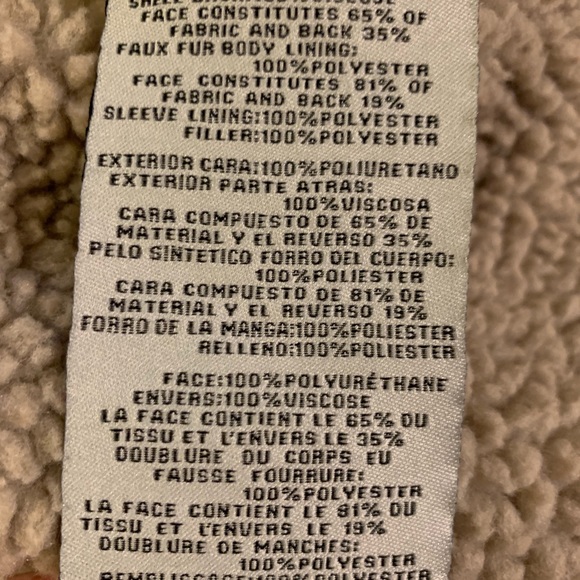 FACE CONSTITUTES 65% OF
FABRIC AND BACK 35%
FAUX FUR BODY LINING:
100%POLYESTER
FACE CONSTITUTES 81% OF
FABRIC AND BACK 19%
SLEEVE LINING:100%POLYESTER
FILLER:100%POLYESTER
EXTERIOR CARA:100%POLIURETANO
EXTERIOR PARTE ATRAS:
100%VISCOSA
CARA COMPUESTO DE 65% DE
MATERIAL Y EL REVERSO 35%
PELO SINTETICO FORRO DEL CUERPO:
100%POLIESTER
CARA COMPUESTO DE 81% DE
MATERIAL Y EL REVERSO 19%
FORRO DE LA MANGA:100%POLIESTER
RELLENO:100%POLIESTER
FACE:100%POLYURÉTHANE
ENVERS:100%VISCOSE
LA FACE CONTIENT LE 65% DU
TISSU ET L'ENVERS LE 35%
DOUBLURE DU CORPS EU
FAUSSE FOURRURE:
100%POLYESTER
LA FACE CONTIENT LE 81% DU
TISSU ET L'ENVERS LE 19%
DOUBLURE DE MANCHES:
100%POLYESTER